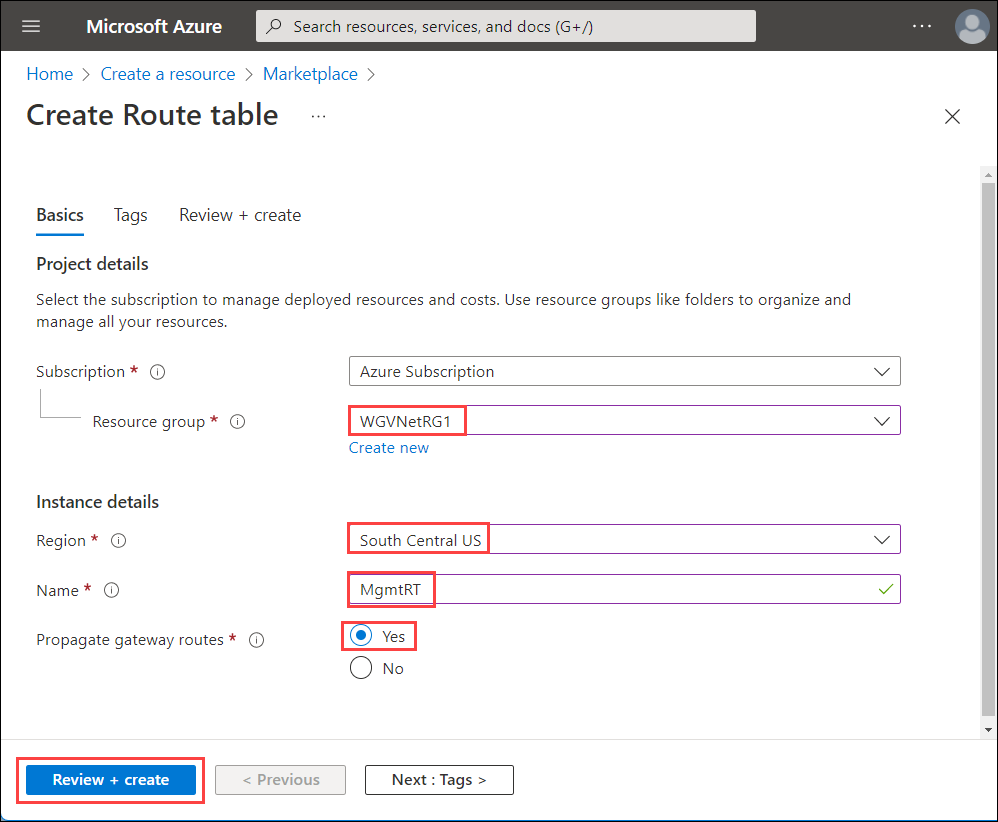 Microsoft Azure
Search resources, services, and docs (G+/)
...
Home > Create a resource > Marketplace >
Create Route table ...
Basics Tags Review + create
Project details
Select the subscription to manage deployed resources and costs. Use resource groups like folders to organize and
manage all your resources.
Subscription * Azure Subscription
Resource group * WGVNetRG1
Create new
Instance details
Region * South Central US
Name * MgmtRT
Propagate gateway routes * Yes
No
Review + create < Previous Next : Tags >